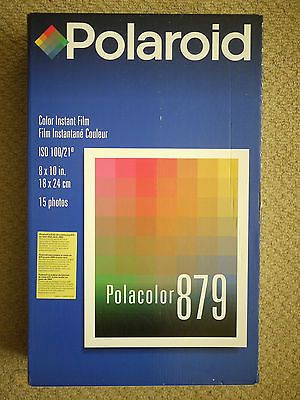 Polaroid
Color Instant Film
Film Instantané Couleur
ISO 100/21°
8 x 10 in.
18 x 24 cm
15 photos
Polacolor 879